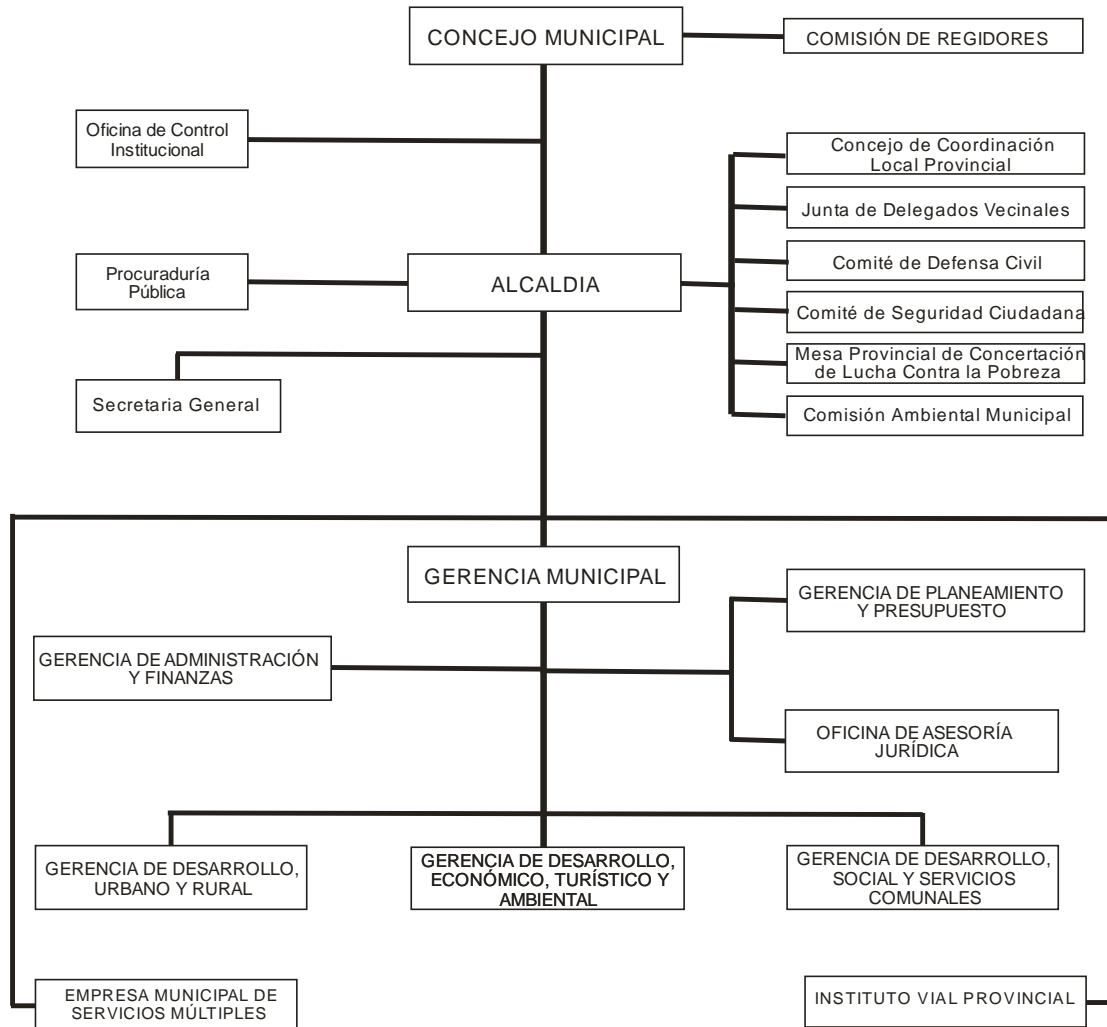 CONCEJO MUNICIPAL
COMISIÓN DE REGIDORES
Oficina de Control
Institucional
Concejo de Coordinación
Local Provincial
Junta de Delegados Vecinales
Procuraduría
Pública
ALCALDIA
Comité de Defensa Civil
Comité de Seguridad Ciudadana
Mesa Provincial de Concertación
de Lucha Contra la Pobreza
Secretaria General
Comisión Ambiental Municipal
GERENCIA MUNICIPAL
GERENCIA DE PLANEAMIENTO
Y PRESUPUESTO
GERENCIA DE ADMINISTRACIÓN
Y FINANZAS
OFICINA DE ASESORÍA
JURÍDICA
GERENCIA DE DESARROLLO,
URBANO Y RURAL
GERENCIA DE DESARROLLO,
ECONÓMICO, TURÍSTICO Y
AMBIENTAL
GERENCIA DE DESARROLLO,
SOCIAL Y SERVICIOS
COMUNALES
EMPRESA MUNICIPAL DE
SERVICIOS MÚLTIPLES
INSTITUTO VIAL PROVINCIAL